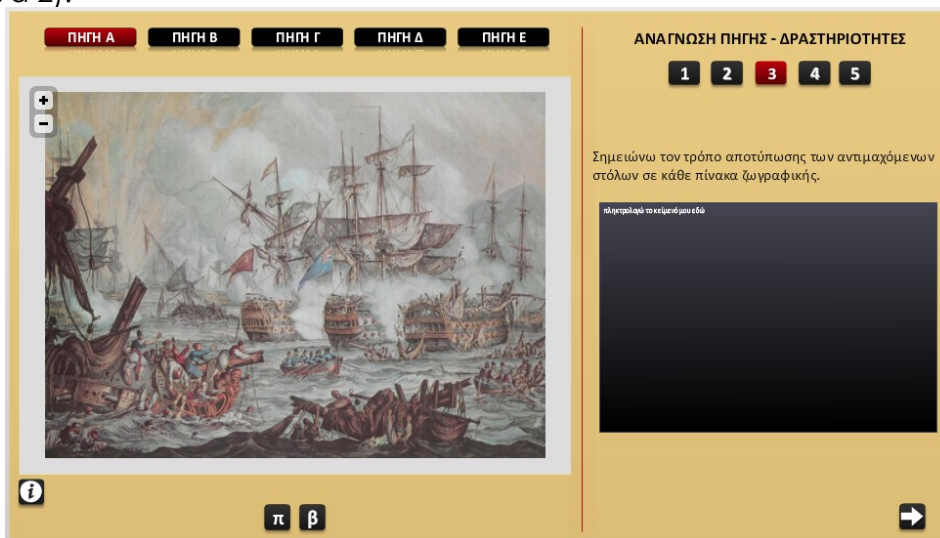 α 2).
ΠΗΓΗ Α ΠΗΓΗ Β ΠΗΓΗ Γ ΠΗΓΗ Δ ΠΗΓΗ Ε
ΑΝΑΓΝΩΣΗ ΠΗΓΗΣ - ΔΡΑΣΤΗΡΙΟΤΗΤΕΣ
1 2 3 4 5
+
-
Σημειώνω τον τρόπο αποτύπωσης των αντιμαχόμενων
στόλων σε κάθε πίνακα ζωγραφικής.
πληκτρολογώ το κείμενό μου εδώ
i
π β